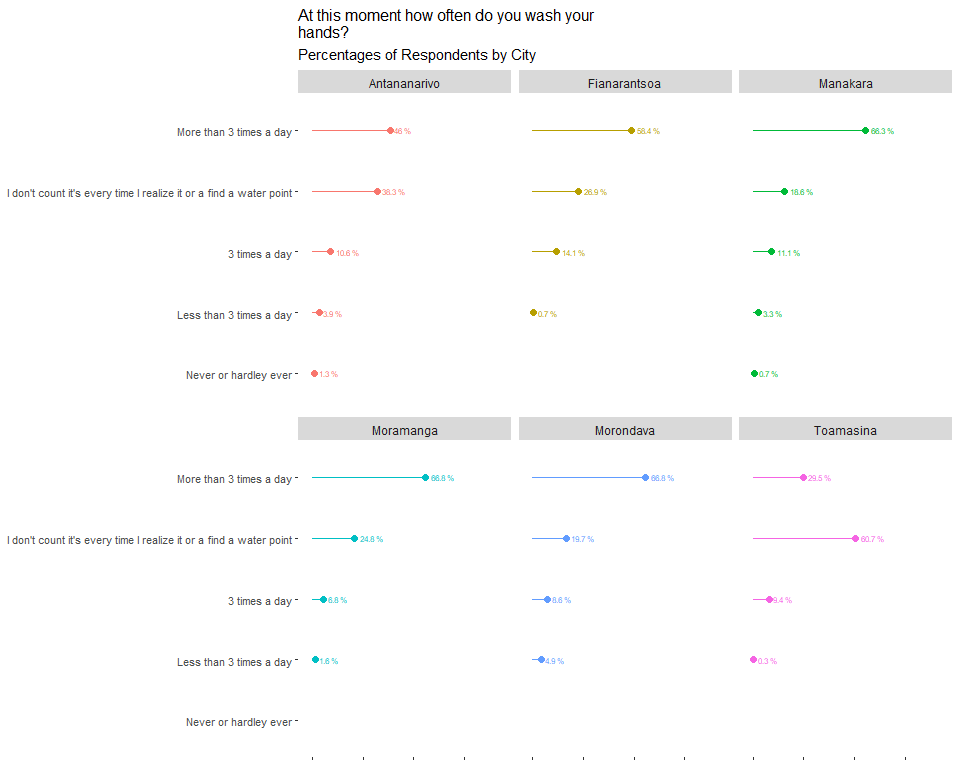 At this moment how often do you wash your
hands?
Percentages of Respondents by City
Antananarivo
Fianarantsoa
Manakara
More than 3 times a day
46 %
58.4 %
66.3 %
I don't count it's every time I realize it or a find a water point
38.3 %
26.9 %
18.6 %
3 times a day
10.6 %
14.1 %
11.1 %
Less than 3 times a day
3.9 %
0.7 %
3.3 %
Never or hardley ever
1.3 %
0.7 %
Moramanga
Morondava
Toamasina
More than 3 times a day
66.8 %
66.8 %
29.5 %
I don't count it's every time I realize it or a find a water point
24.8 %
19.7 %
60.7 %
3 times a day
6.8 %
8.6 %
9.4 %
Less than 3 times a day
1.6 %
4.9 %
0.3 %
Never or hardley ever